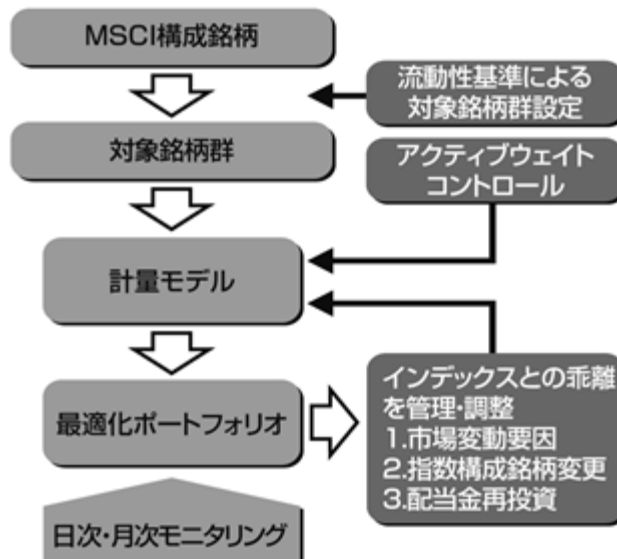 MSCI構成銘柄
流動性基準による
対象銘柄群設定
対象銘柄群
アクティブウェイト
コントロール
計量モデル
最適化ポートフォリオ
インデックスとの乖離
を管理・調整
1.市場変動要因
2.指数構成銘柄変更
3.配当金再投資
日次・月次モニタリング